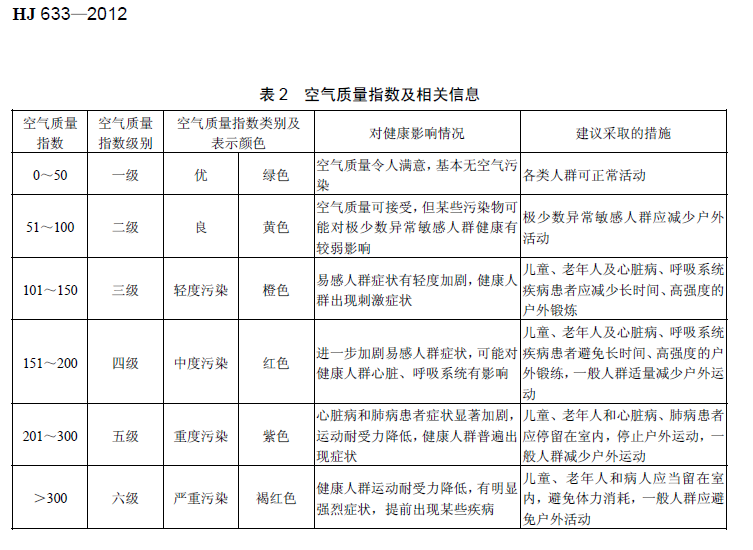 HJ 633—2012
表2 空气质量指数及相关信息
空气质量
指数
空气质量
指数级别
空气质量指数类别及
表示颜色
对健康影响情况
建议采取的措施
0～50
一级
优
绿色
空气质量令人满意，基本无空气污
染
各类人群可正常活动
51～100
二级
良
黄色
空气质量可接受，但某些污染物可
能对极少数异常敏感人群健康有
较弱影响
极少数异常敏感人群应减少户外
活动
101～150
三级
轻度污染
橙色
易感人群症状有轻度加剧，健康人
群出现刺激症状
儿童、老年人及心脏病、呼吸系统
疾病患者应减少长时间、高强度的
户外锻炼
151～200
四级
中度污染
红色
进一步加剧易感人群症状，可能对
健康人群心脏、呼吸系统有影响
儿童、老年人及心脏病、呼吸系统
疾病患者避免长时间、高强度的户
外锻练，一般人群适量减少户外运
动
201～300
五级
重度污染
紫色
心脏病和肺病患者症状显著加剧，
运动耐受力降低，健康人群普遍出
现症状
儿童、老年人和心脏病、肺病患者
应停留在室内，停止户外运动，一
般人群减少户外运动
＞300
六级
严重污染
褐红色
健康人群运动耐受力降低，有明显
强烈症状，提前出现某些疾病
儿童、老年人和病人应当留在室
内，避免体力消耗，一般人群应避
免户外活动